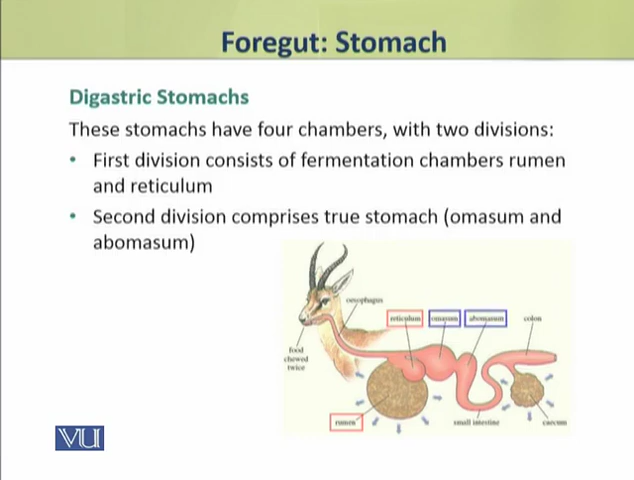 Foregut: Stomach
Digastric Stomachs
These stomachs have four chambers, with two divisions:
• First division consists of fermentation chambers rumen
and reticulum
• Second division comprises true stomach (omasum and
abomasum)
oesophagus
reticulum omasum abomasum colon
food
chewed
twice
rumen small intestine caecum
VU